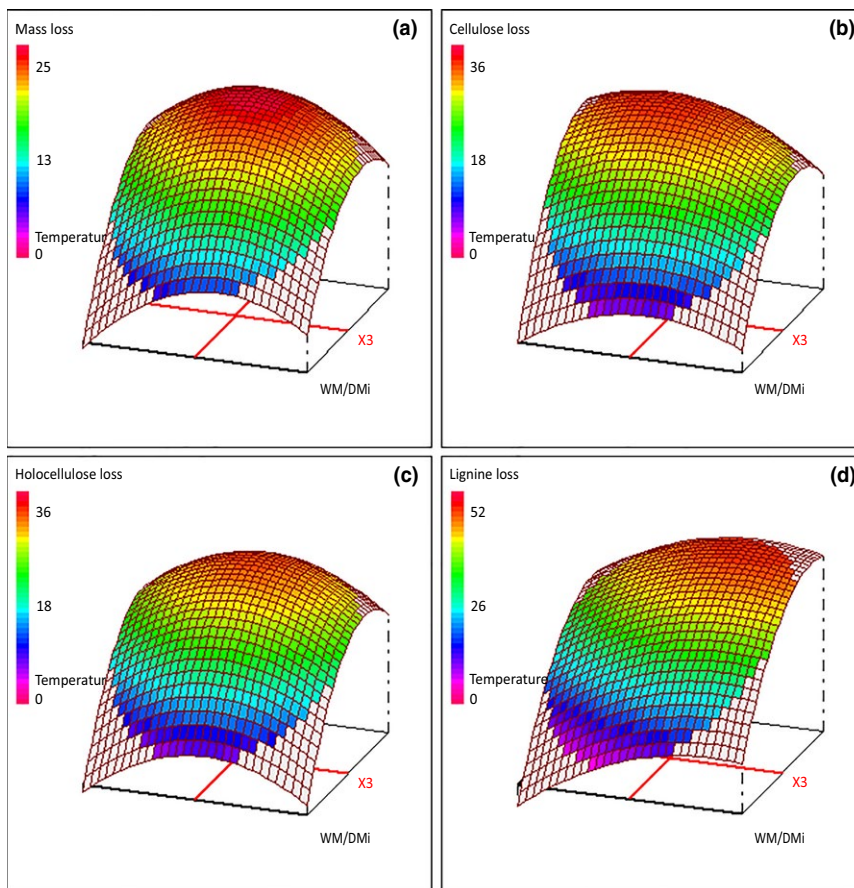 Mass loss
(a)
25
13
Temperatur
0
X3
WM/DMi
Cellulose loss
(b)
36
18
Temperatur
0
X3
WM/DMi
Holocellulose loss
(c)
36
18
Temperatur
0
X3
WM/DMi
Lignine loss
(d)
52
26
Temperature
0
X3
WM/DMi